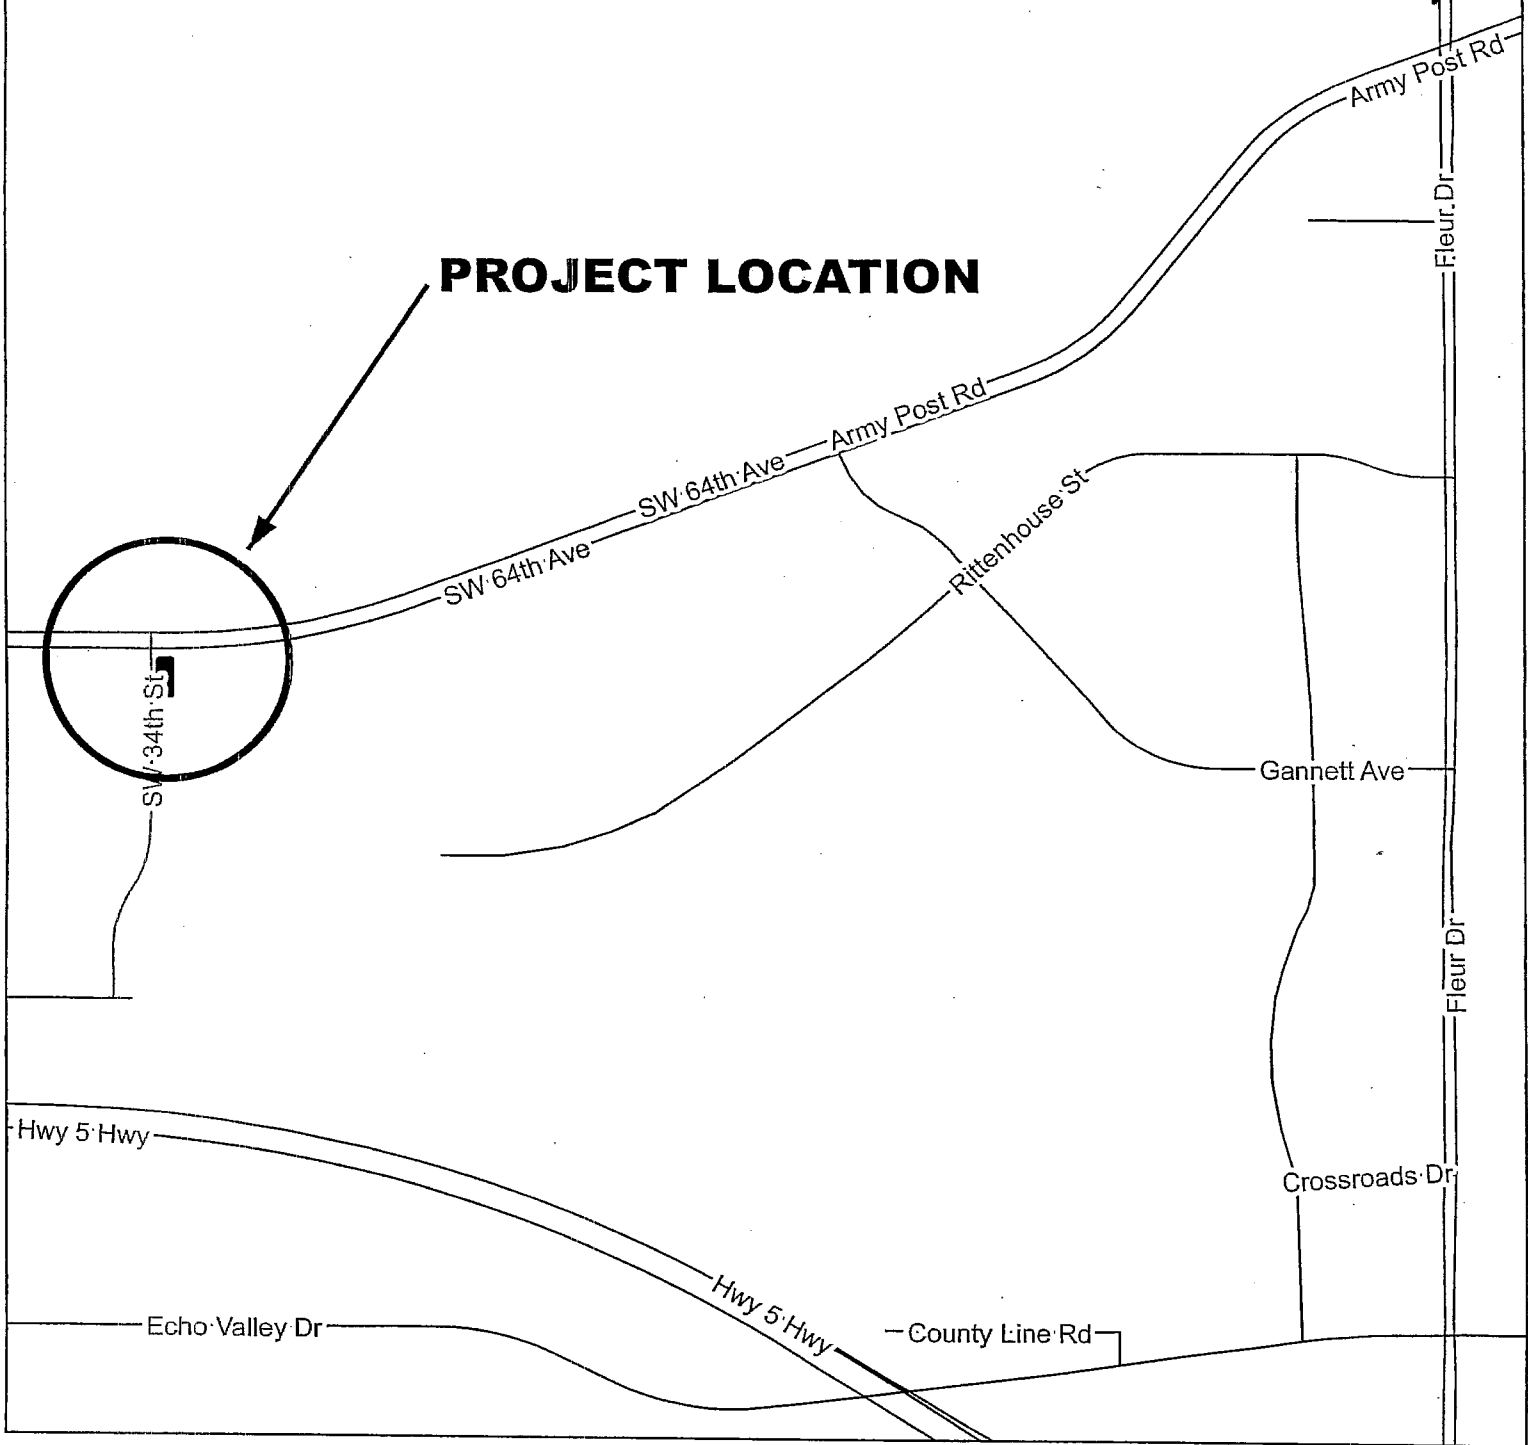 Army Post Rd
Fleur Dr
PROJECT LOCATION
Army Post Rd
SW 64th Ave
SW 64th Ave
Rittenhouse St
SW 34th St
Gannett Ave
Fleur Dr
Hwy 5 Hwy
Crossroads Dr
Hwy 5 Hwy
Echo Valley Dr
County Line Rd